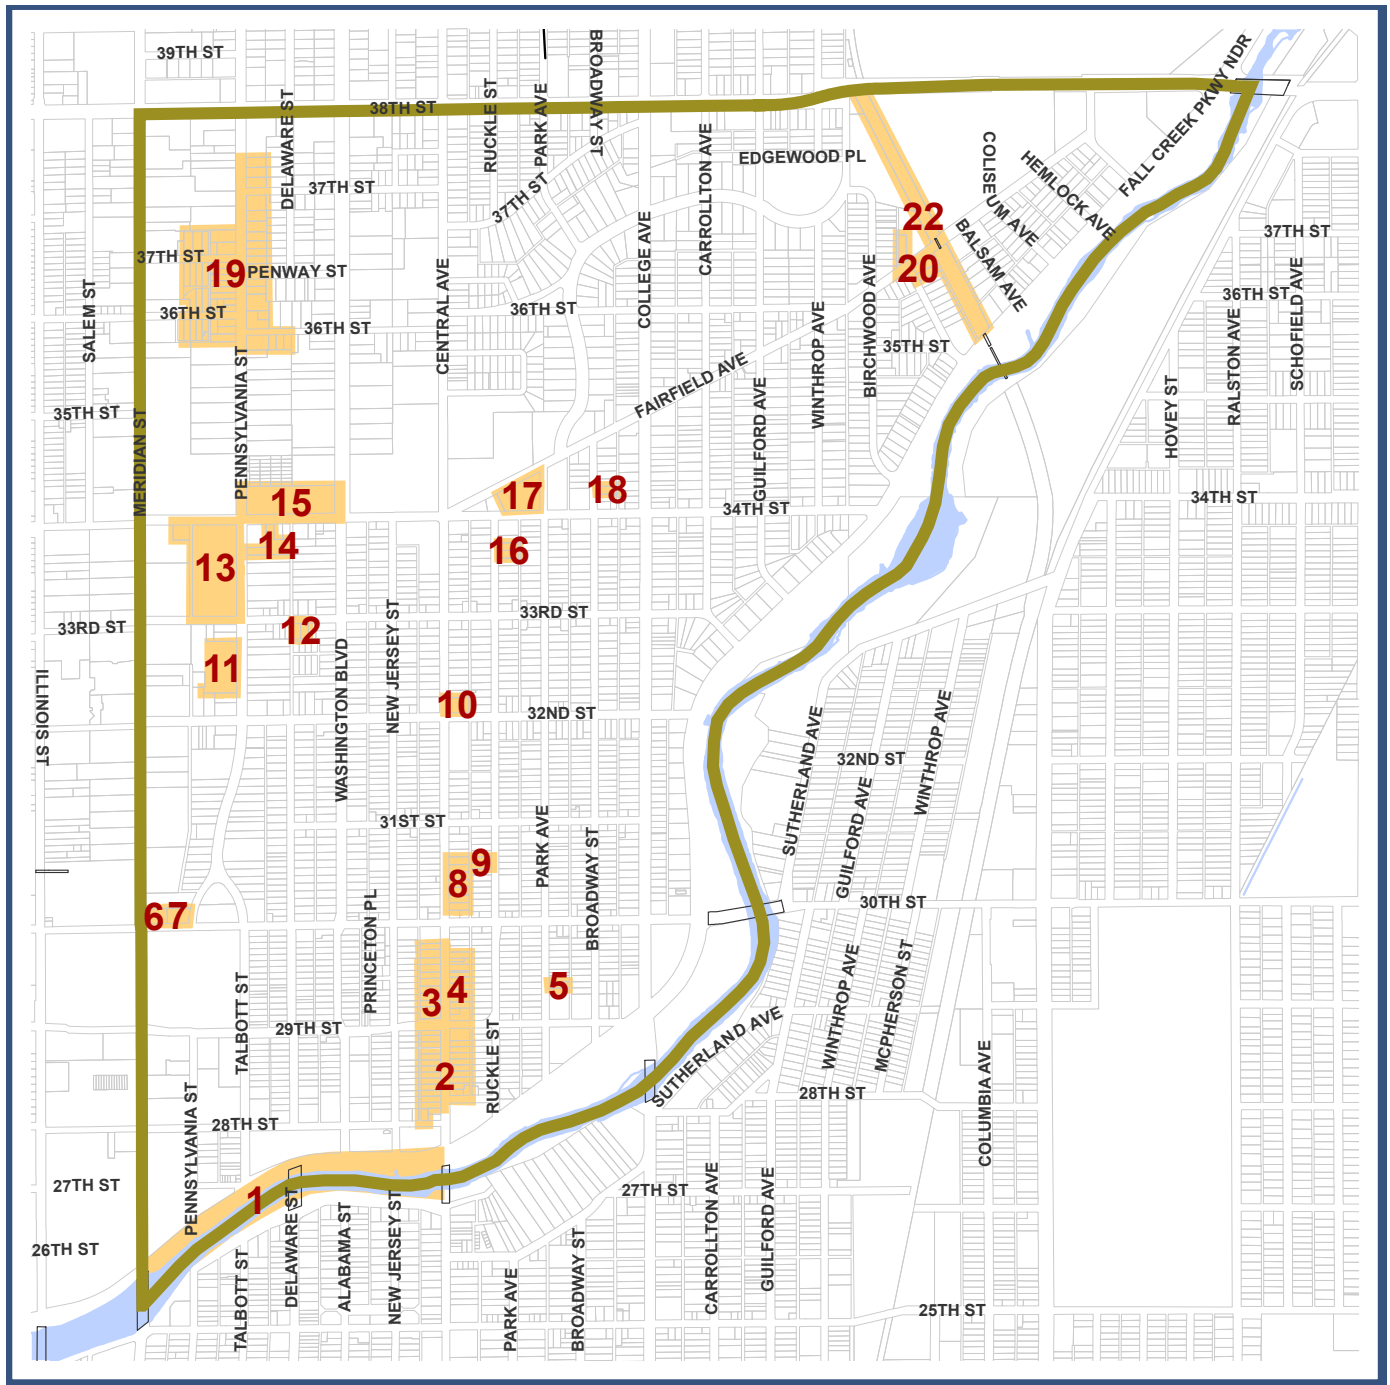 39TH ST
BROADWAY ST
FALL CREEK PKWY NDR
RUCKLE ST
PARK AVE
DELAWARE ST
38TH ST
CARROLLTON AVE
EDGEWOOD PL
COLISEUM AVE
HEMLOCK AVE
37TH ST
37TH ST
22
BALSAM AVE
37TH ST
COLLEGE AVE
37TH ST
19
PENWAY ST
20
SALEM ST
CENTRAL AVE
BIRCHWOOD AVE
36TH ST
SCHOFIELD AVE
36TH ST
36TH ST
36TH ST
WINTHROP AVE
RALSTON AVE
35TH ST
PENNSYLVANIA ST
FAIRFIELD AVE
GUILFORD AVE
HOVEY ST
35TH ST
MERIDIAN ST
15
17
18
34TH ST
34TH ST
14
16
13
33RD ST
33RD ST
12
NEW JERSEY ST
11
WASHINGTON BLVD
ILLINOIS ST
10
32ND ST
SUTHERLAND AVE
WINTHROP AVE
32ND ST
GUILFORD AVE
31ST ST
PARK AVE
BROADWAY ST
9
8
30TH ST
6
7
PRINCETON PL
WINTHROP AVE
MCPHERSON ST
TALBOTT ST
3
4
5
29TH ST
SUTHERLAND AVE
RUCKLE ST
2
COLUMBIA AVE
28TH ST
PENNSYLVANIA ST
28TH ST
27TH ST
1
27TH ST
DELAWARE ST
ALABAMA ST
NEW JERSEY ST
CARROLLTON AVE
GUILFORD AVE
26TH ST
TALBOTT ST
PARK AVE
BROADWAY ST
25TH ST